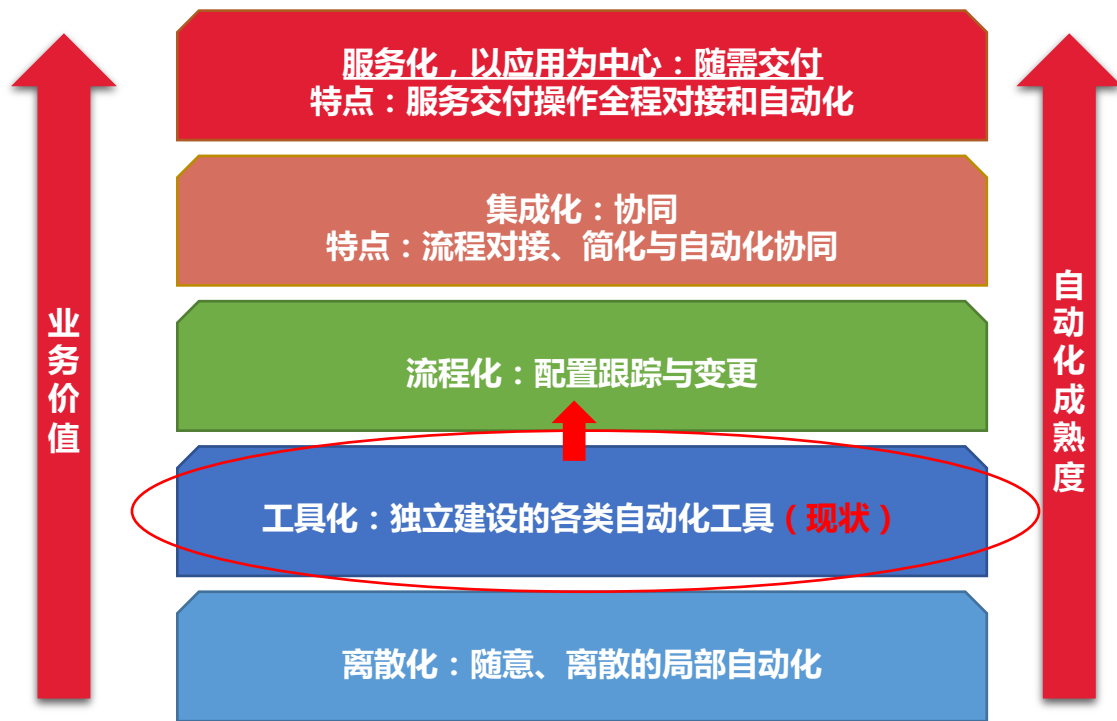 服务化，以应用为中心：随需交付
特点：服务交付操作全程对接和自动化
集成化：协同
特点：流程对接、简化与自动化协同
流程化：配置跟踪与变更
工具化：独立建设的各类自动化工具（现状）
离散化：随意、离散的局部自动化
业务价值
自动化成熟度